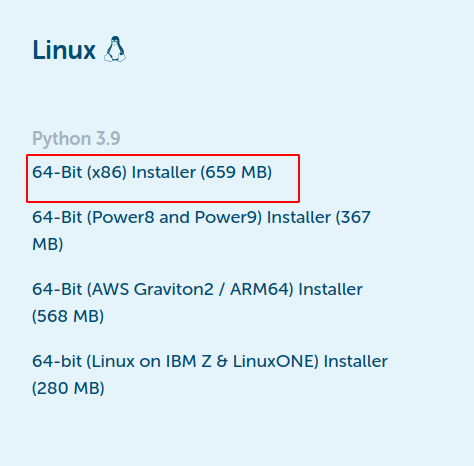 Linux
Python 3.9
64-Bit (x86) Installer (659 MB)
64-Bit (Power8 and Power9) Installer (367
MB)
64-Bit (AWS Graviton2 / ARM64) Installer
(568 MB)
64-bit (Linux on IBM Z & LinuxONE) Installer
(280 MB)